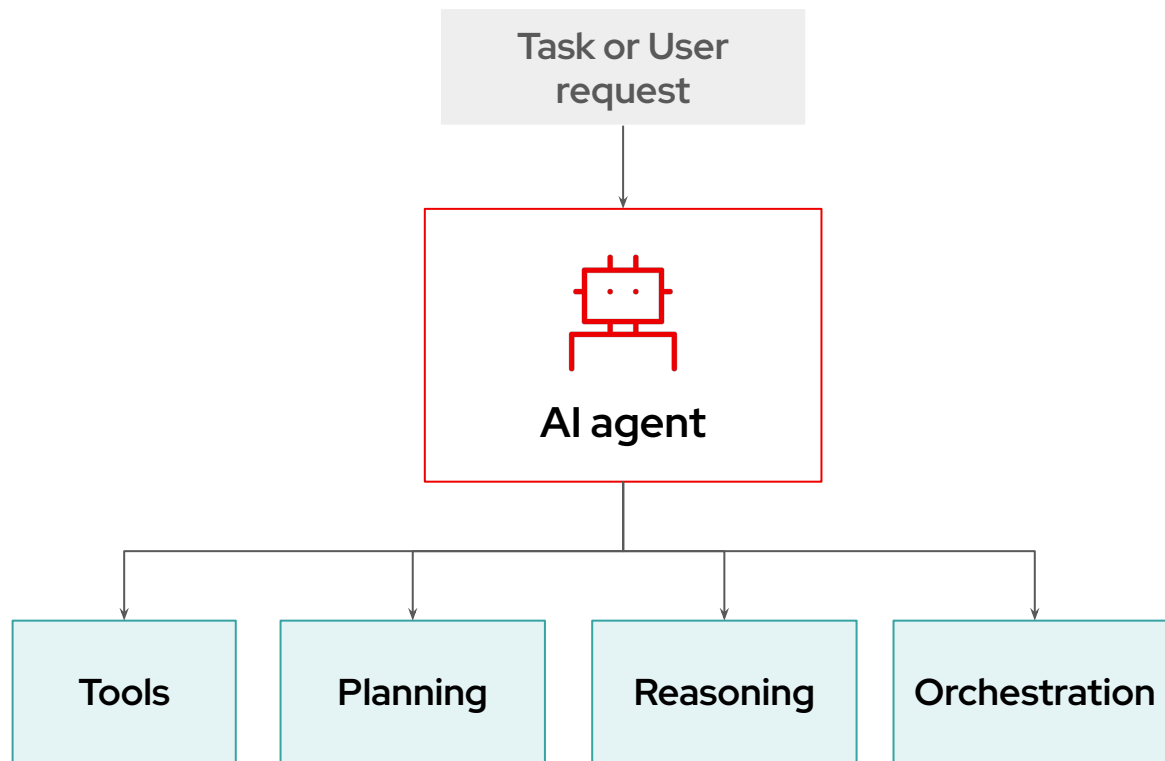 Task or User
request
AI agent
Tools
Planning
Reasoning
Orchestration